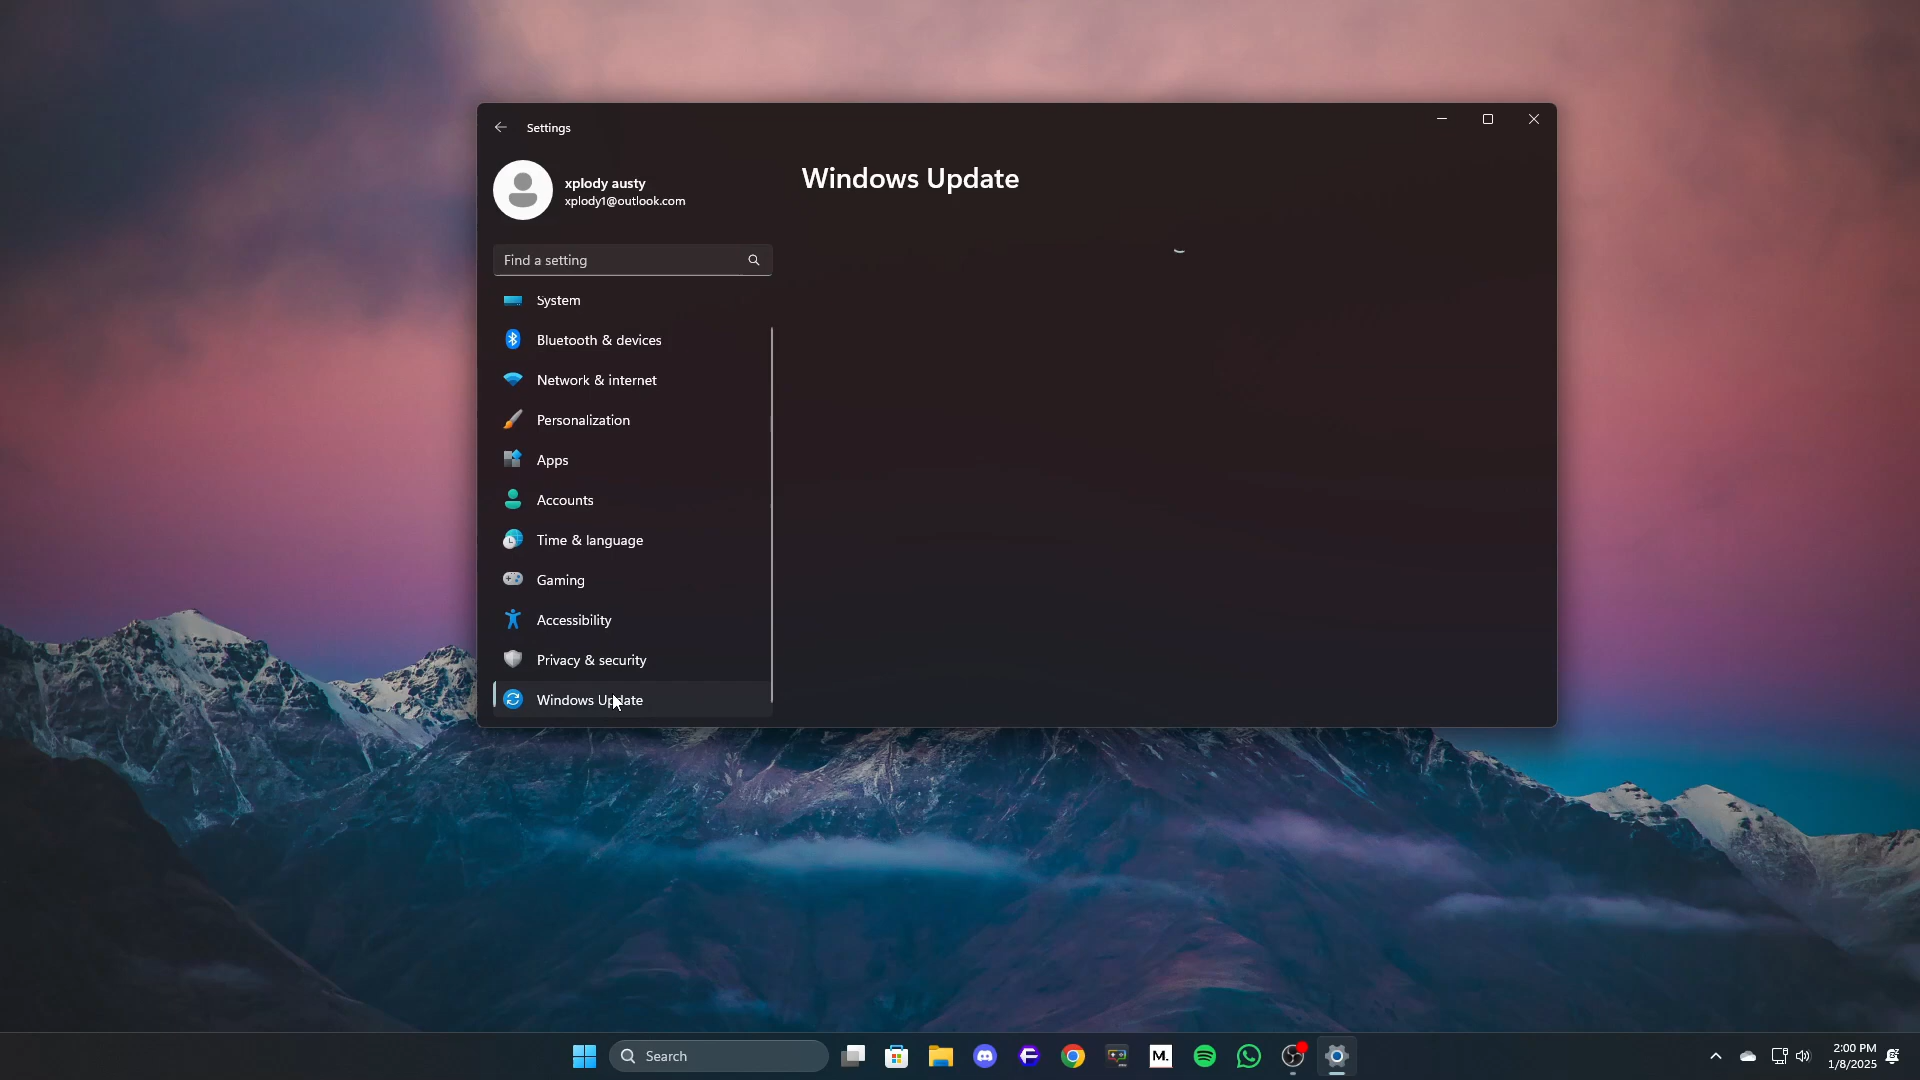 Settings
xplody austy
xplody1@outlook.com
Windows Update
Find a setting
System
Bluetooth & devices
Network & internet
Personalization
Apps
Accounts
Time & language
Gaming
Accessibility
Privacy & security
Windows Update
Search
M.
2:00 PM
1/8/2025